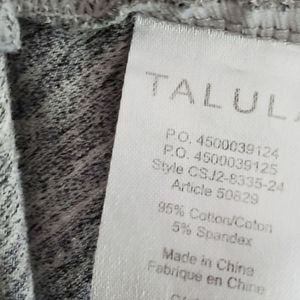 TALULA
P.O. 4500039124
P.O. 4500039125
Style CSJ2-8335-24
Article 50829
95% Cotton/Coton
5% Spandex
Made in China
Fabrique en Chine